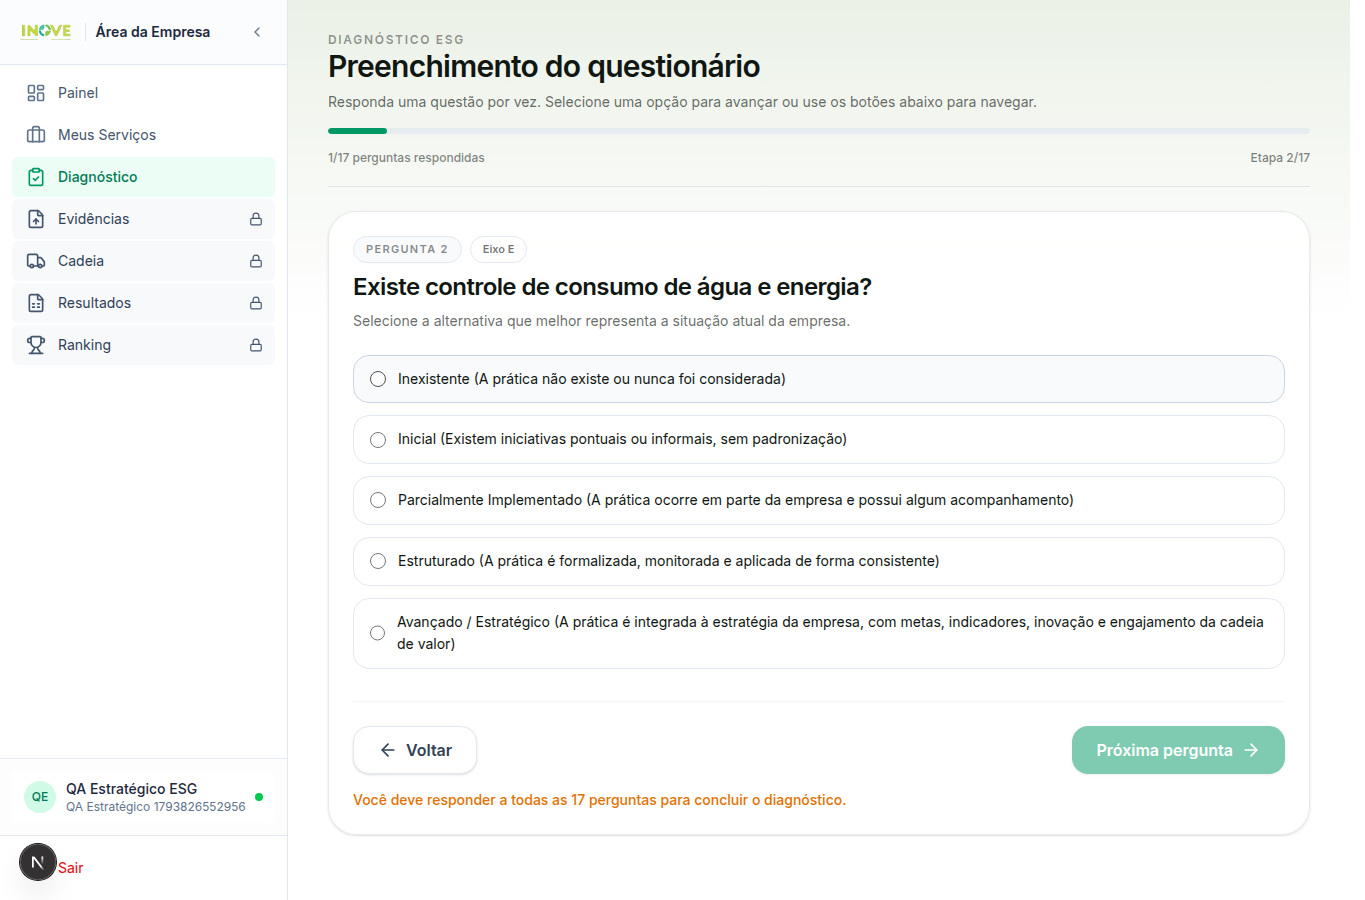 INOVE
Área da Empresa
Painel
Meus Serviços
Diagnóstico
Evidências
Cadeia
Resultados
Ranking
QE
QA Estratégico ESG
QA Estratégico 1793826552956
N
Sair
DIAGNÓSTICO ESG
Preenchimento do questionário
Responda uma questão por vez. Selecione uma opção para avançar ou use os botões abaixo para navegar.
1/17 perguntas respondidas
Etapa 2/17
PERGUNTA 2
Eixo E
Existe controle de consumo de água e energia?
Selecione a alternativa que melhor representa a situação atual da empresa.
Inexistente (A prática não existe ou nunca foi considerada)
Inicial (Existem iniciativas pontuais ou informais, sem padronização)
Parcialmente Implementado (A prática ocorre em parte da empresa e possui algum acompanhamento)
Estruturado (A prática é formalizada, monitorada e aplicada de forma consistente)
Avançado / Estratégico (A prática é integrada à estratégia da empresa, com metas, indicadores, inovação e engajamento da cadeia
de valor)
Voltar
Próxima pergunta
Você deve responder a todas as 17 perguntas para concluir o diagnóstico.